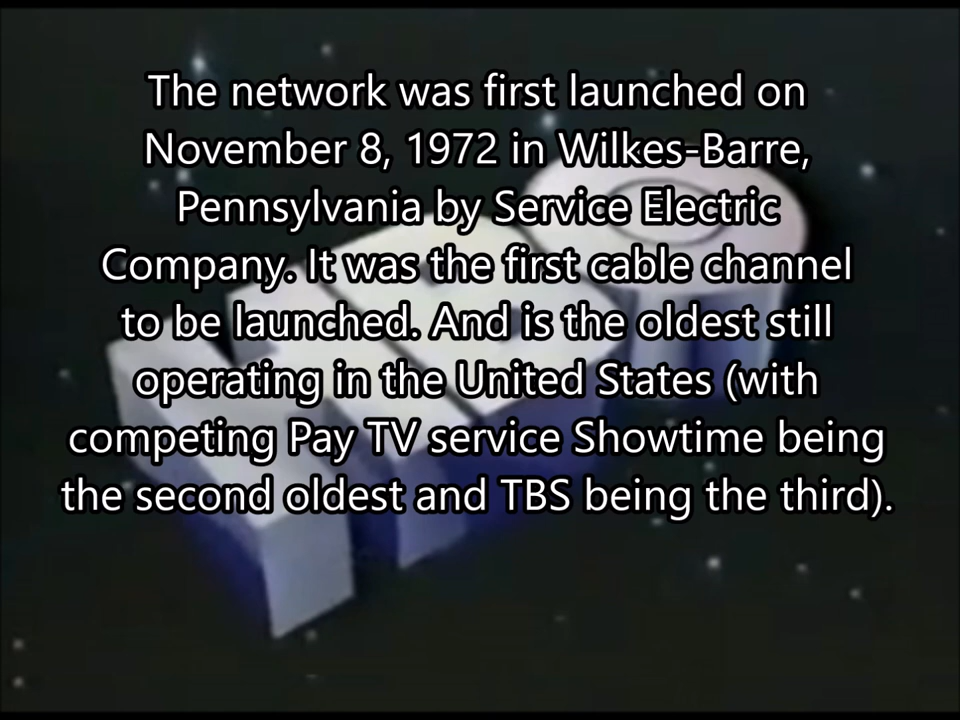 The network was first launched on
November 8, 1972 in Wilkes-Barre,
Pennsylvania by Service Electric
Company. It was the first cable channel
to be launched. And is the oldest still
operating in the United States (with
competing Pay TV service Showtime being
the second oldest and TBS being the third).
HBO